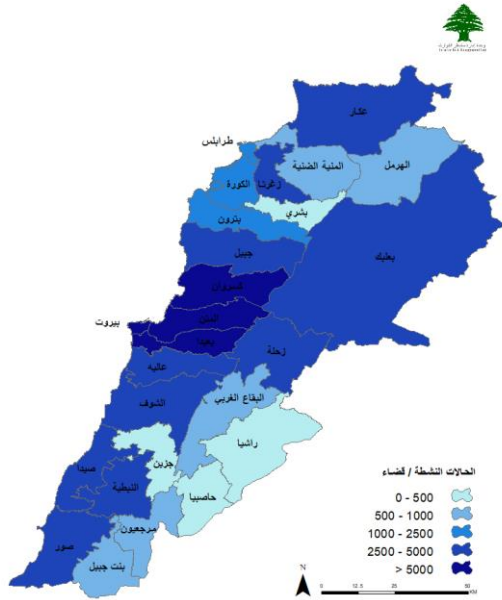 عكار
طرابلس
المنية الضنية
الهرمل
زغرتا
الكورة
بشري
بترون
جبيل
بعلبك
كسروان
المتن
بيروت
بعبدا
زحلة
عاليه
الشوف
البقاع الغربي
راشيا
صيدا
جزين
النبطية
حاصبيا
مرجعيون
صور
بنت جبيل
الحالات النشطة / قضاء
0 - 500
500 - 1000
1000 - 2500
2500 - 5000
> 5000
N
0 12.5 25 50
KM